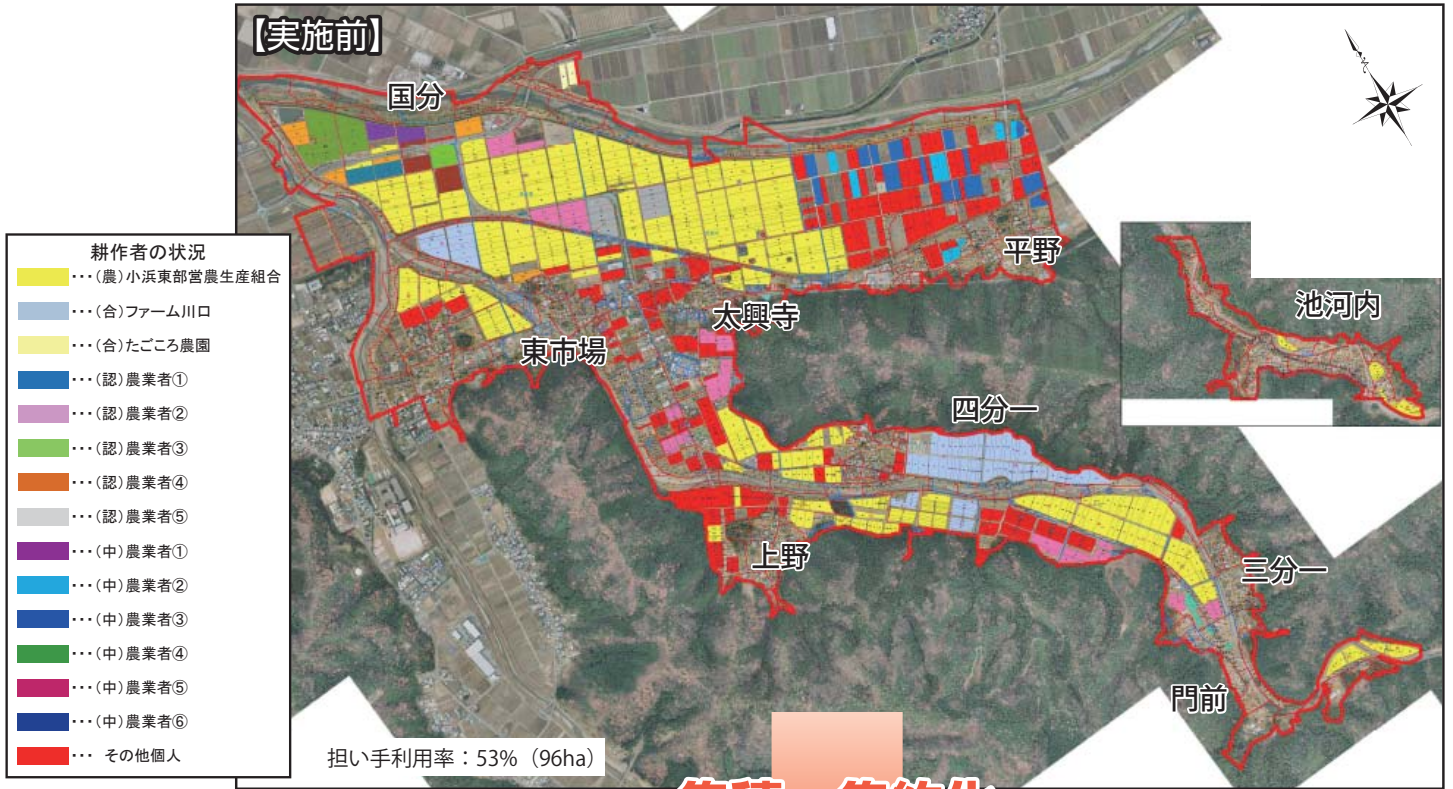 【実施前】
国分
平野
池河内
太興寺
東市場
四分一
上野
三分一
門前
耕作者の状況
･･･(農)小浜東部営農生産組合
･･･(合)ファーム川口
･･･(合)たごころ農園
･･･(認)農業者①
･･･(認)農業者②
･･･(認)農業者③
･･･(認)農業者④
･･･(認)農業者⑤
･･･(中)農業者①
･･･(中)農業者②
･･･(中)農業者③
･･･(中)農業者④
･･･(中)農業者⑤
･･･(中)農業者⑥
･･･ その他個人
担い手利用率：53%（96ha）